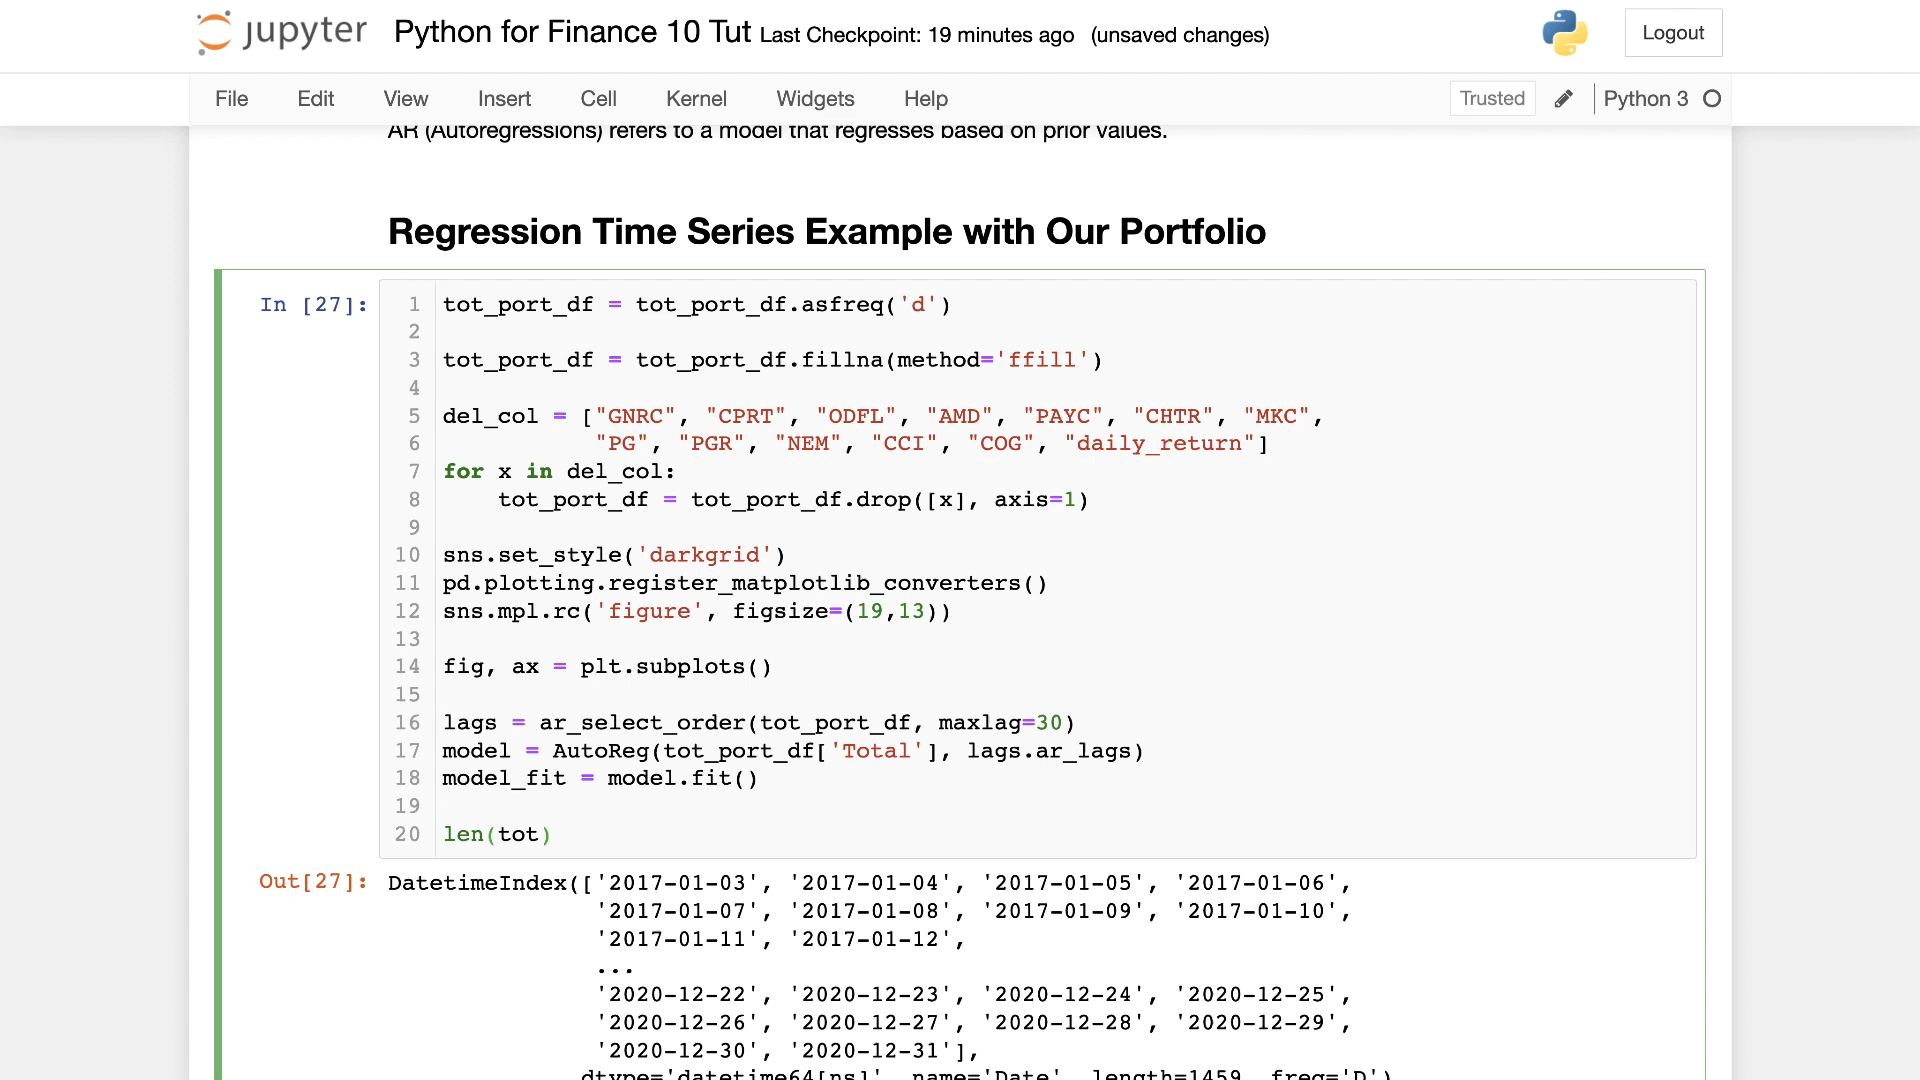 jupyter Python for Finance 10 Tut Last Checkpoint: 19 minutes ago (unsaved changes) Logout
File Edit View Insert Cell Kernel Widgets Help Trusted Python 3
AR (Autoregressions) refers to a model that regresses based on prior values.
Regression Time Series Example with Our Portfolio
In [27]:
1 tot_port_df = tot_port_df.asfreq('d')
2
3 tot_port_df = tot_port_df.fillna(method='ffill')
4
5 del_col = ["GNRC", "CPRT", "ODFL", "AMD", "PAYC", "CHTR", "MKC",
6 "PG", "PGR", "NEM", "CCI", "COG", "daily_return"]
7 for x in del_col:
8 tot_port_df = tot_port_df.drop([x], axis=1)
9
10 sns.set_style('darkgrid')
11 pd.plotting.register_matplotlib_converters()
12 sns.mpl.rc('figure', figsize=(19,13))
13
14 fig, ax = plt.subplots()
15
16 lags = ar_select_order(tot_port_df, maxlag=30)
17 model = AutoReg(tot_port_df['Total'], lags.ar_lags)
18 model_fit = model.fit()
19
20 len(tot)
Out[27]: DatetimeIndex(['2017-01-03', '2017-01-04', '2017-01-05', '2017-01-06',
'2017-01-07', '2017-01-08', '2017-01-09', '2017-01-10',
'2017-01-11', '2017-01-12',
...
'2020-12-22', '2020-12-23', '2020-12-24', '2020-12-25',
'2020-12-26', '2020-12-27', '2020-12-28', '2020-12-29',
'2020-12-30', '2020-12-31'],
dtype='datetime64[ns]', name='Date', length=1459, freq='D')